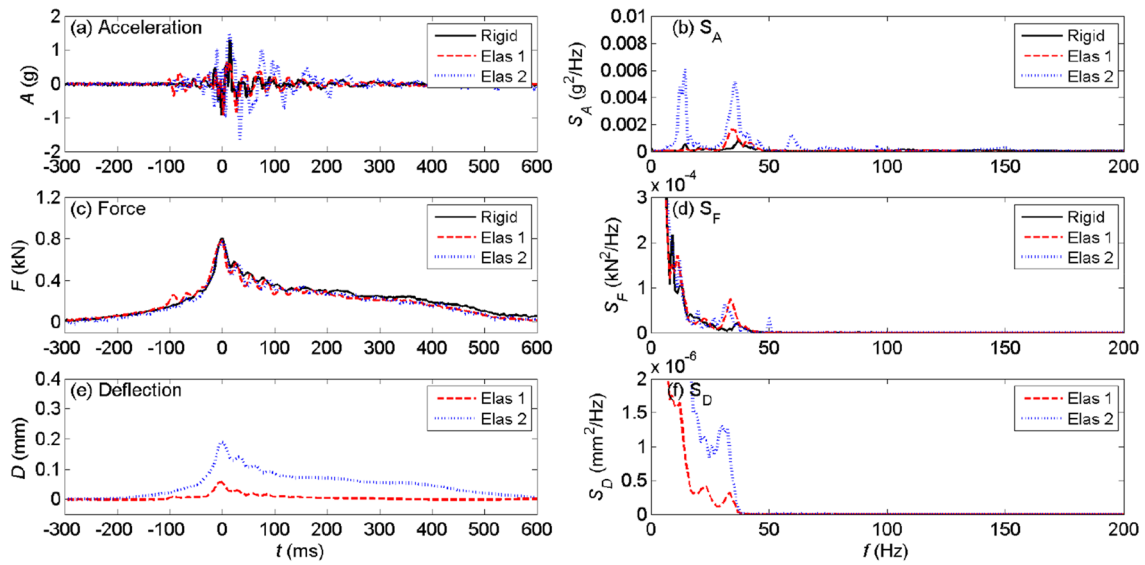 (a) Acceleration
Rigid
Elas 1
Elas 2
2
1
0
-1
-2
A (g)
-300 -200 -100 0 100 200 300 400 500 600
(b) S_A
Rigid
Elas 1
Elas 2
0.01
0.008
0.006
0.004
0.002
0
S_A (g²/Hz)
0 50 100 150 200
(c) Force
Rigid
Elas 1
Elas 2
1.2
0.8
0.4
0
F (kN)
-300 -200 -100 0 100 200 300 400 500 600
x 10⁻⁴
(d) S_F
Rigid
Elas 1
Elas 2
3
2
1
0
S_F (kN²/Hz)
0 50 100 150 200
(e) Deflection
Elas 1
Elas 2
0.4
0.3
0.2
0.1
0
D (mm)
-300 -200 -100 0 100 200 300 400 500 600
t (ms)
x 10⁻⁶
(f) S_D
Elas 1
Elas 2
2
1.5
1
0.5
0
S_D (mm²/Hz)
0 50 100 150 200
f (Hz)